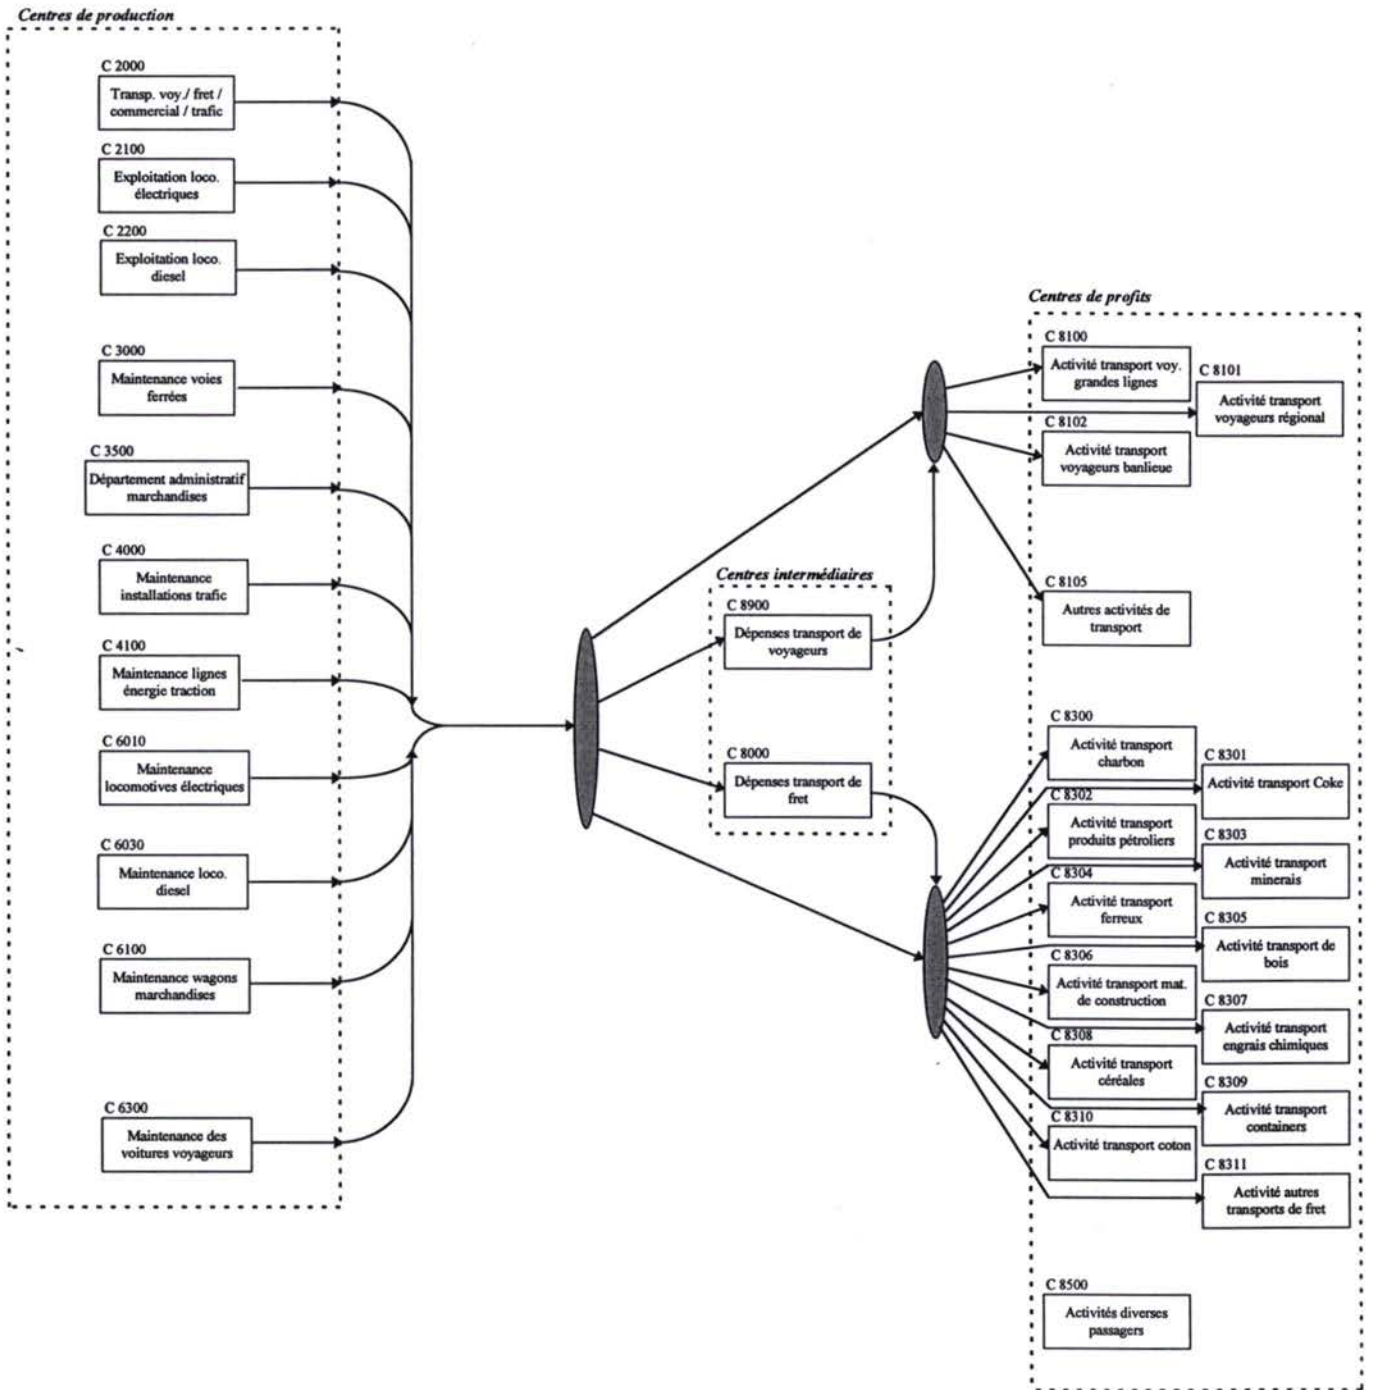 Centres de production
C 2000
Transp. voy./ fret /
commercial / trafic
C 2100
Exploitation loco.
électriques
C 2200
Exploitation loco.
diesel
C 3000
Maintenance voies
ferrées
C 3500
Département administratif
marchandises
C 4000
Maintenance
installations trafic
C 4100
Maintenance lignes
énergie traction
C 6010
Maintenance
locomotives électriques
C 6030
Maintenance loco.
diesel
C 6100
Maintenance wagons
marchandises
C 6300
Maintenance des
voitures voyageurs
Centres intermédiaires
C 8900
Dépenses transport de
voyageurs
C 8000
Dépenses transport de
fret
Centres de profits
C 8100
Activité transport voy.
grandes lignes
C 8101
Activité transport
voyageurs régional
C 8102
Activité transport
voyageurs banlieue
C 8105
Autres activités de
transport
C 8300
Activité transport
charbon
C 8301
Activité transport Coke
C 8302
Activité transport
produits pétroliers
C 8303
Activité transport
minerais
C 8304
Activité transport
ferreux
C 8305
Activité transport de
bois
C 8306
Activité transport mat.
de construction
C 8307
Activité transport
engrais chimiques
C 8308
Activité transport
céréales
C 8309
Activité transport
containers
C 8310
Activité transport coton
C 8311
Activité autres
transports de fret
C 8500
Activités diverses
passagers